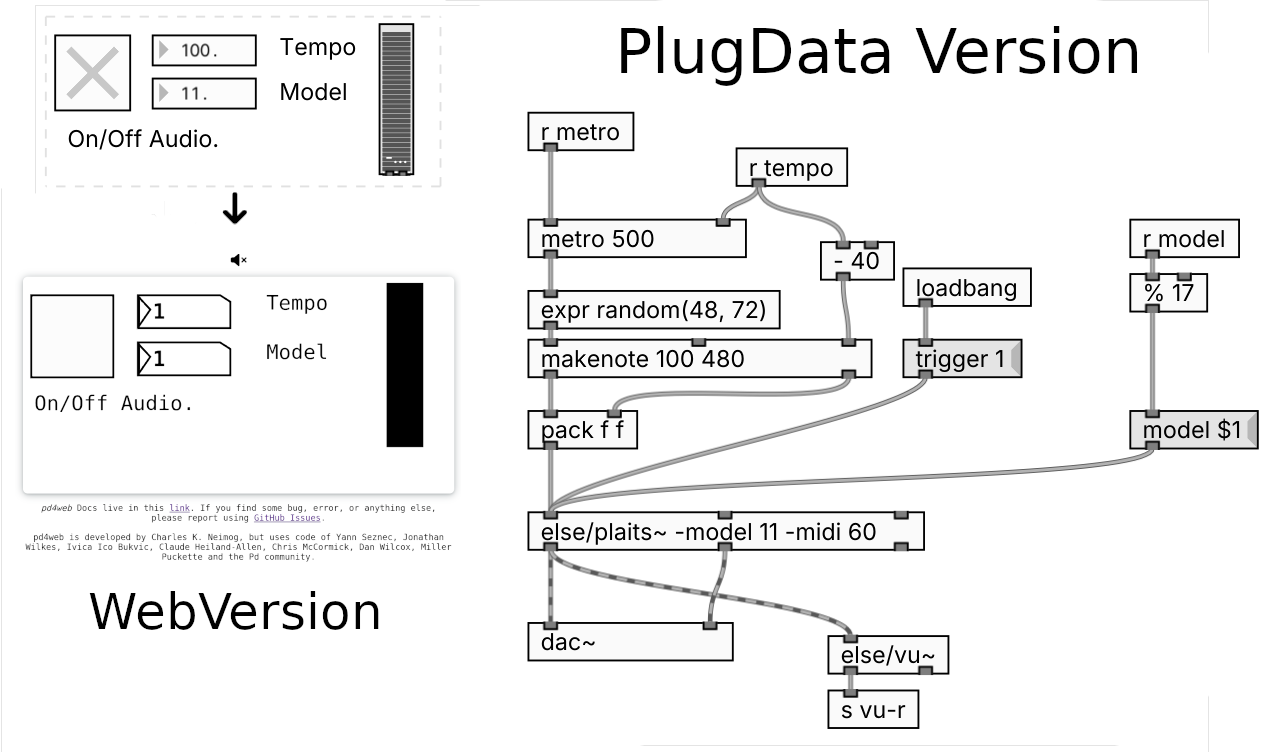 PlugData Version
100.
Tempo
11.
Model
On/Off Audio.
r metro
r tempo
metro 500
- 40
r model
loadbang
% 17
expr random(48, 72)
makenote 100 480
trigger 1
pack f f
model $1
else/plaits~ -model 11 -midi 60
dac~
else/vu~
s vu-r
1
Tempo
1
Model
On/Off Audio.
pd4web Docs live in this link. If you find some bug, error, or anything else,
please report using GitHub Issues.
pd4web is developed by Charles K. Neimog, but uses code of Yann Seznec, Jonathan
Wilkes, Ivica Ico Bukvic, Claude Heiland-Allen, Chris McCormick, Dan Wilcox, Miller
Puckette and the Pd community.
WebVersion